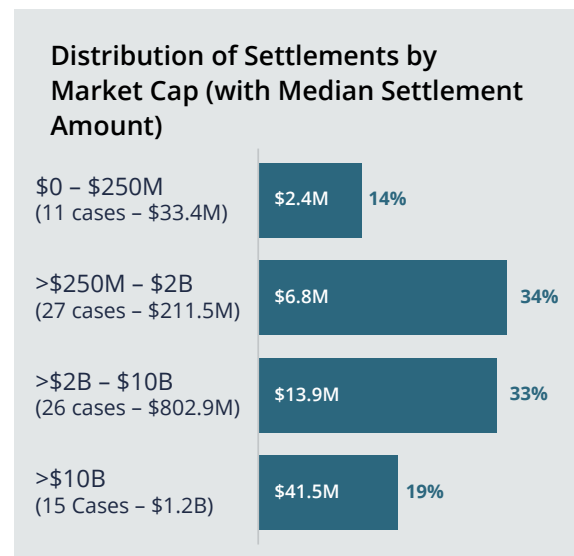 Distribution of Settlements by
Market Cap (with Median Settlement
Amount)
$0 – $250M
(11 cases – $33.4M)
$2.4M
14%
>$250M – $2B
(27 cases – $211.5M)
$6.8M
34%
>$2B – $10B
(26 cases – $802.9M)
$13.9M
33%
>$10B
(15 Cases – $1.2B)
$41.5M
19%